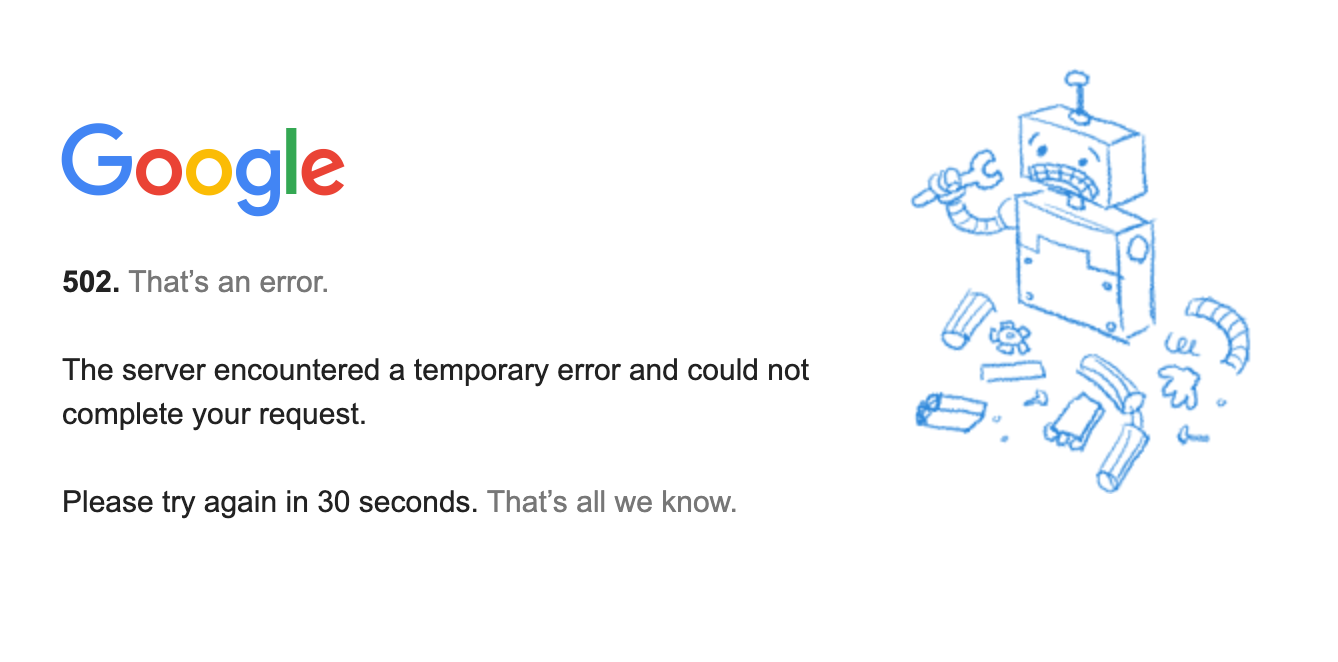 Google
502. That’s an error.
The server encountered a temporary error and could not
complete your request.
Please try again in 30 seconds. That’s all we know.